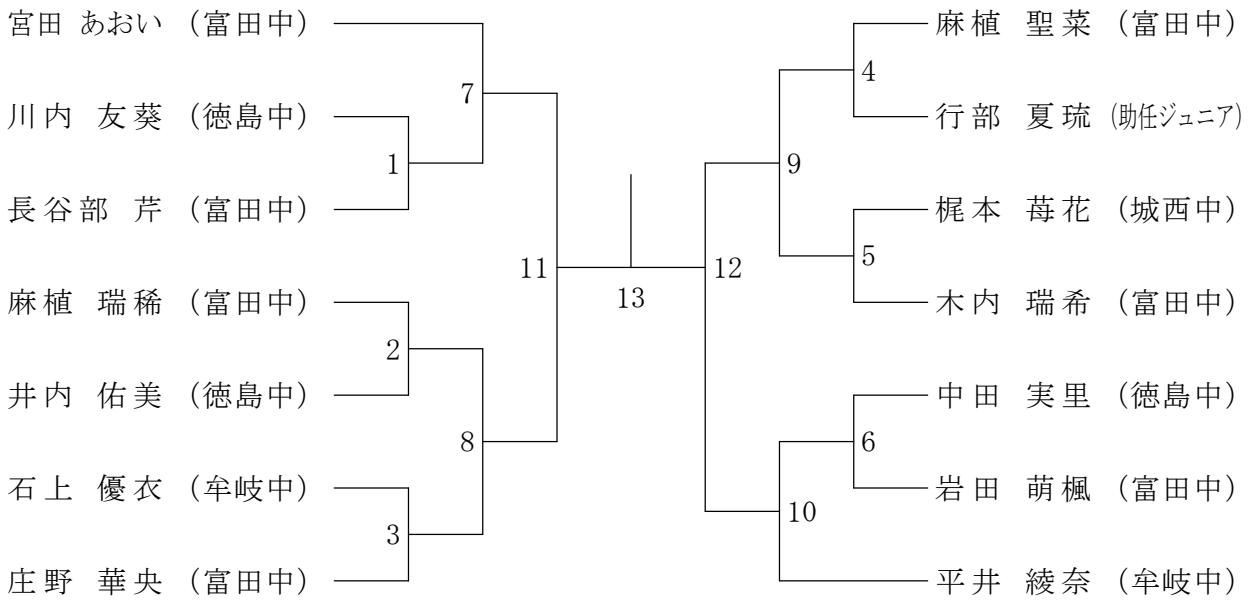 宮田 あおい （富田中）
7
川内 友葵 （徳島中）
1
長谷部 芹 （富田中）
11
麻植 瑞稀 （富田中）
2
井内 佑美 （徳島中）
8
石上 優衣 （牟岐中）
3
庄野 華央 （富田中）
13
麻植 聖菜 （富田中）
4
行部 夏琉 （助任ジュニア）
9
梶本 苺花 （城西中）
5
木内 瑞希 （富田中）
12
中田 実里 （徳島中）
6
岩田 萌楓 （富田中）
10
平井 綾奈 （牟岐中）